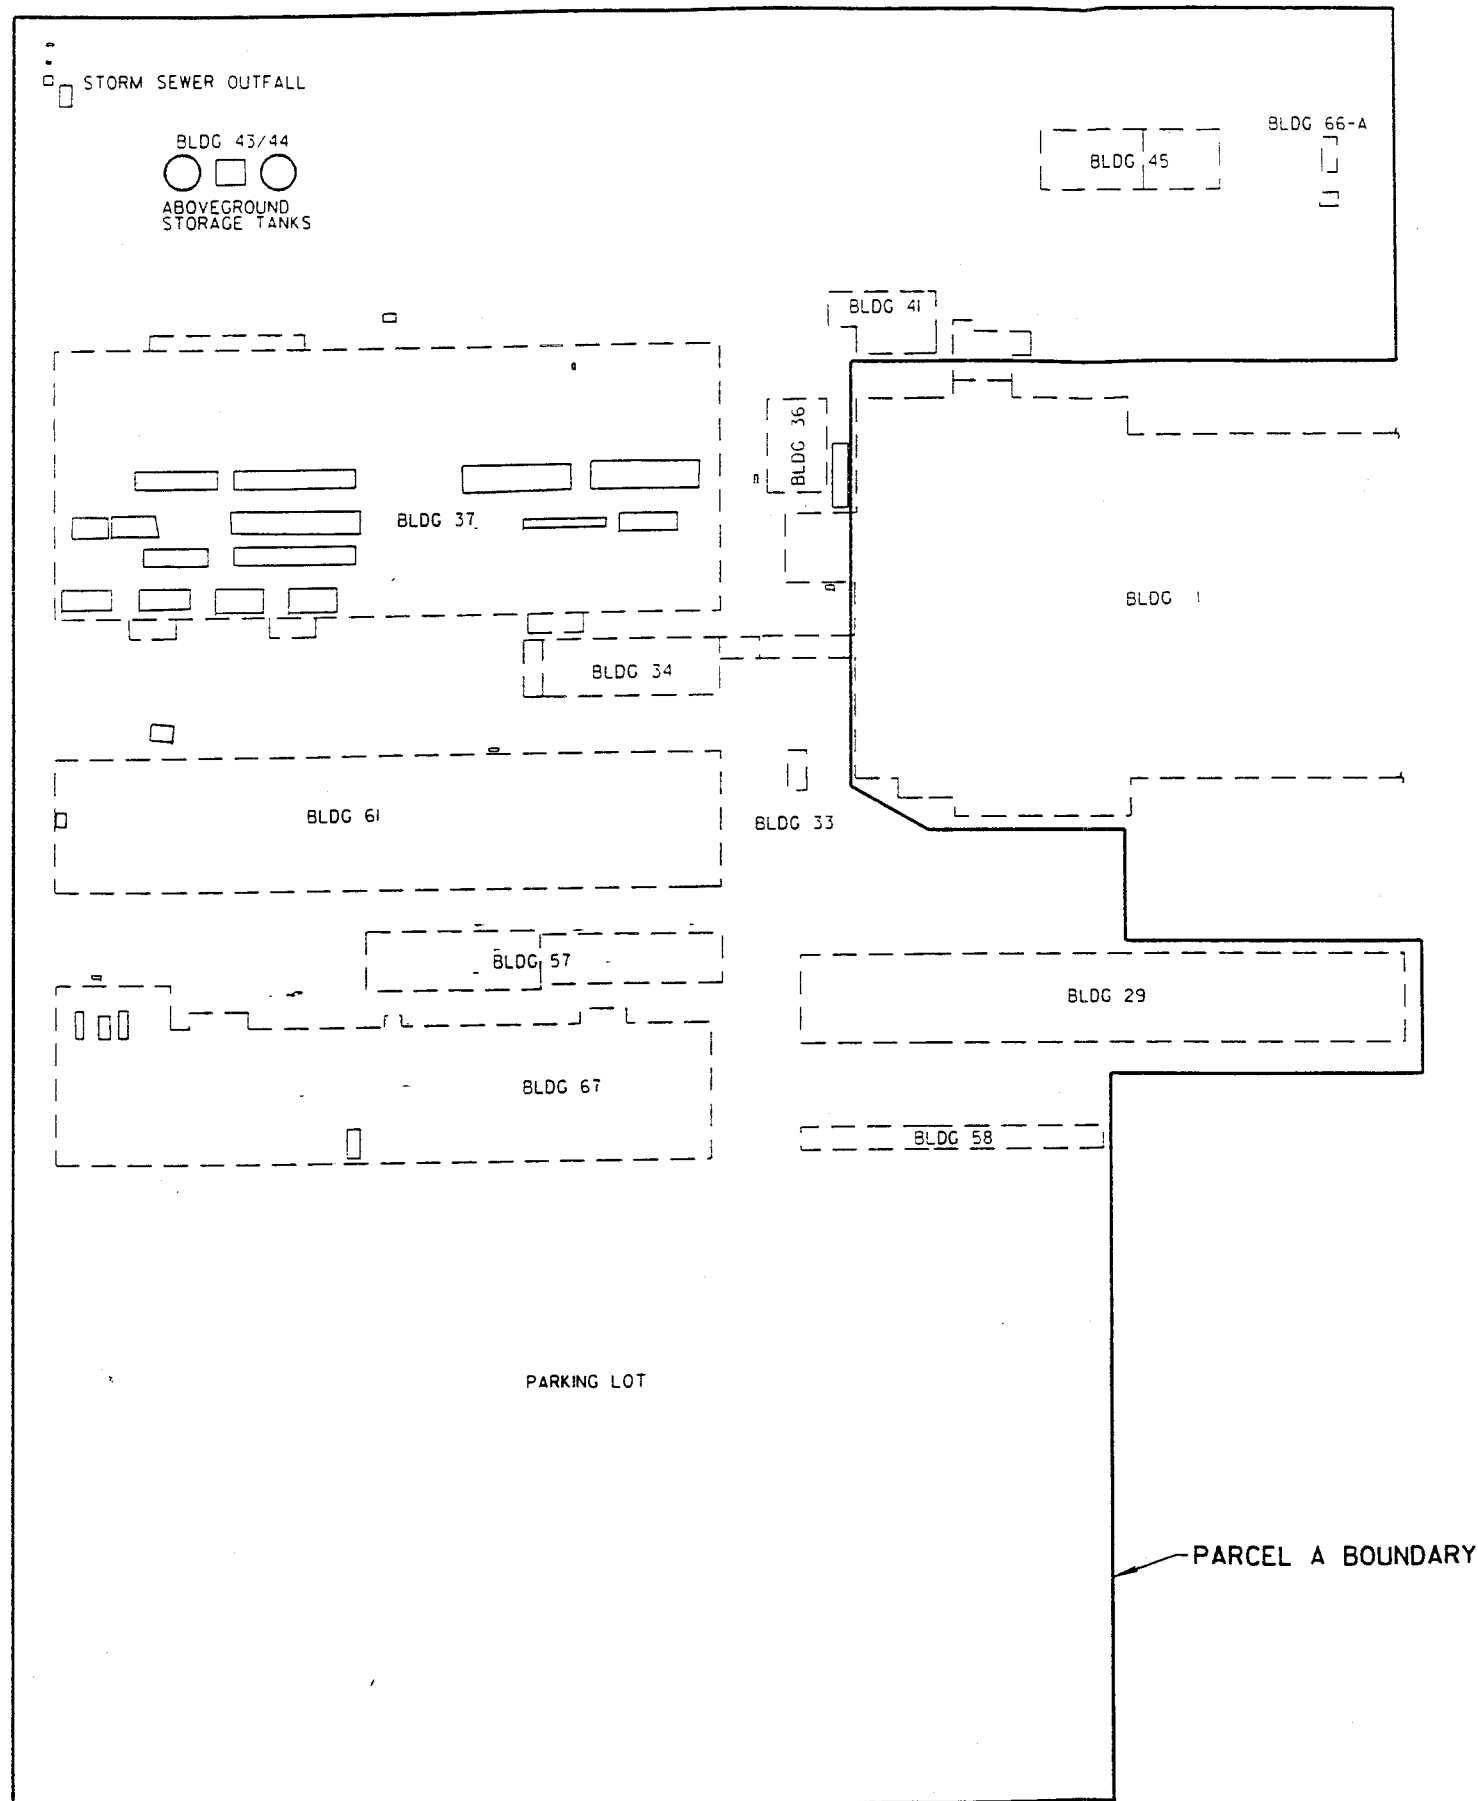 STORM SEWER OUTFALL
BLDG 43/44
ABOVEGROUND
STORAGE TANKS
BLDG 66-A
BLDG 45
BLDG 41
BLDG 36
BLDG 37
BLDG 1
BLDG 34
BLDG 61
BLDG 33
BLDG 57
BLDG 29
BLDG 67
BLDG 58
PARKING LOT
PARCEL A BOUNDARY